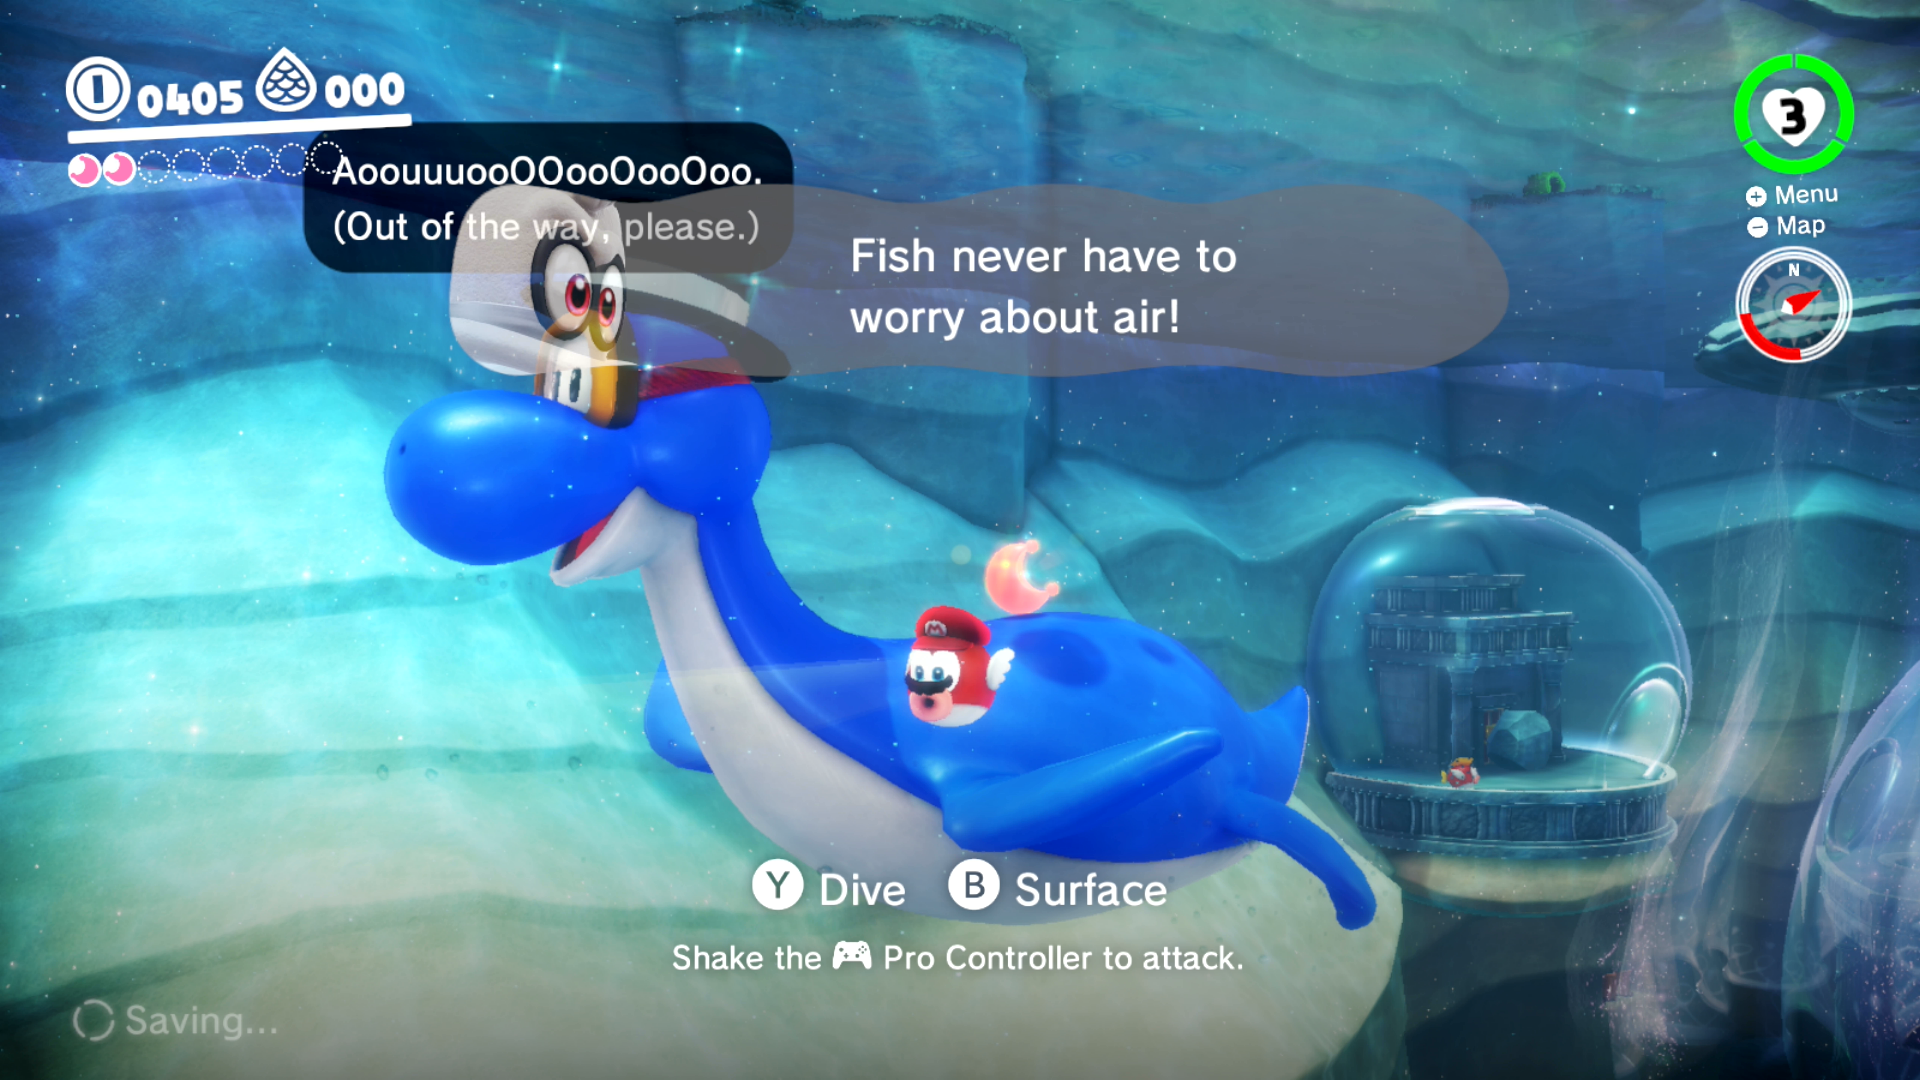 0405 000
AoouuuooOOooOooOoo.
(Out of the way, please.)
Fish never have to
worry about air!
3
+ Menu
- Map
N
M
Y Dive B Surface
Shake the Pro Controller to attack.
Saving...